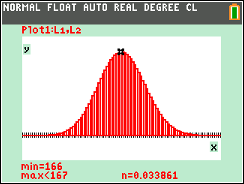 NORMAL FLOAT AUTO REAL DEGREE CL
Plot1:L1,L2
y
x
min=166
max<167 n=0.033861